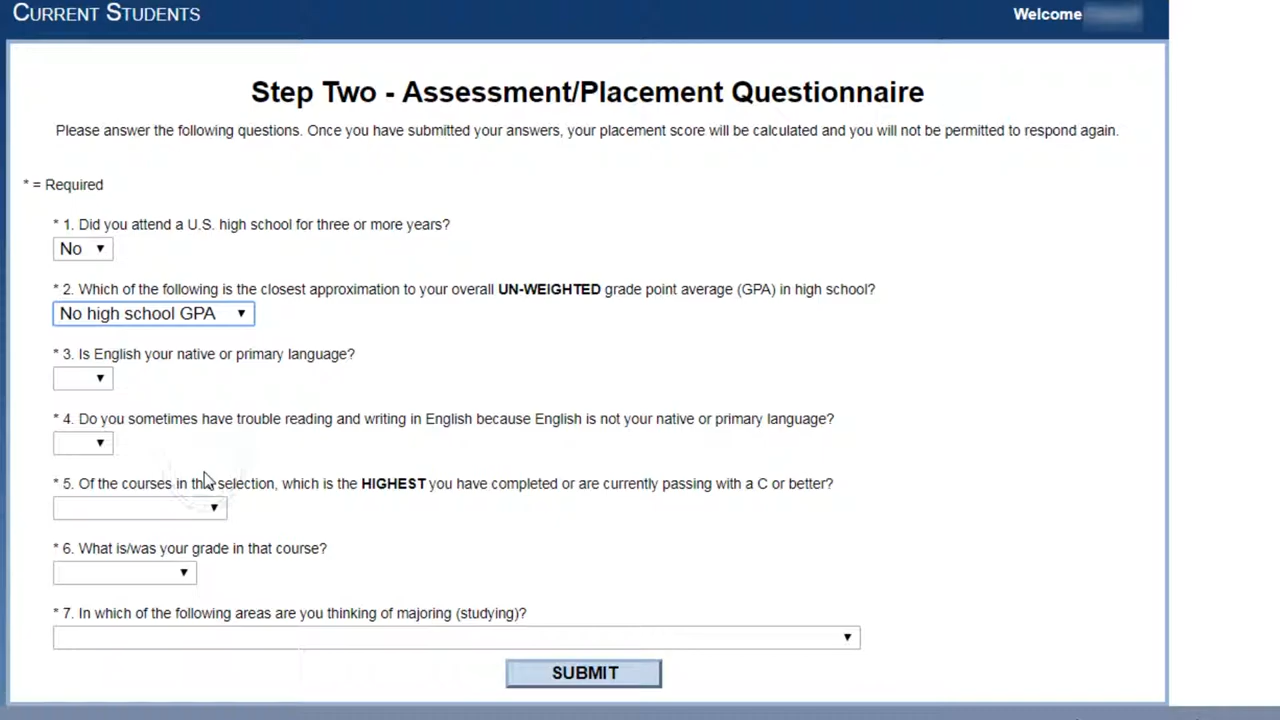 CURRENT STUDENTS
Welcome
Step Two - Assessment/Placement Questionnaire
Please answer the following questions. Once you have submitted your answers, your placement score will be calculated and you will not be permitted to respond again.
* = Required
* 1. Did you attend a U.S. high school for three or more years?
No
* 2. Which of the following is the closest approximation to your overall UN-WEIGHTED grade point average (GPA) in high school?
No high school GPA
* 3. Is English your native or primary language?
* 4. Do you sometimes have trouble reading and writing in English because English is not your native or primary language?
* 5. Of the courses in this selection, which is the HIGHEST you have completed or are currently passing with a C or better?
* 6. What is/was your grade in that course?
* 7. In which of the following areas are you thinking of majoring (studying)?
SUBMIT